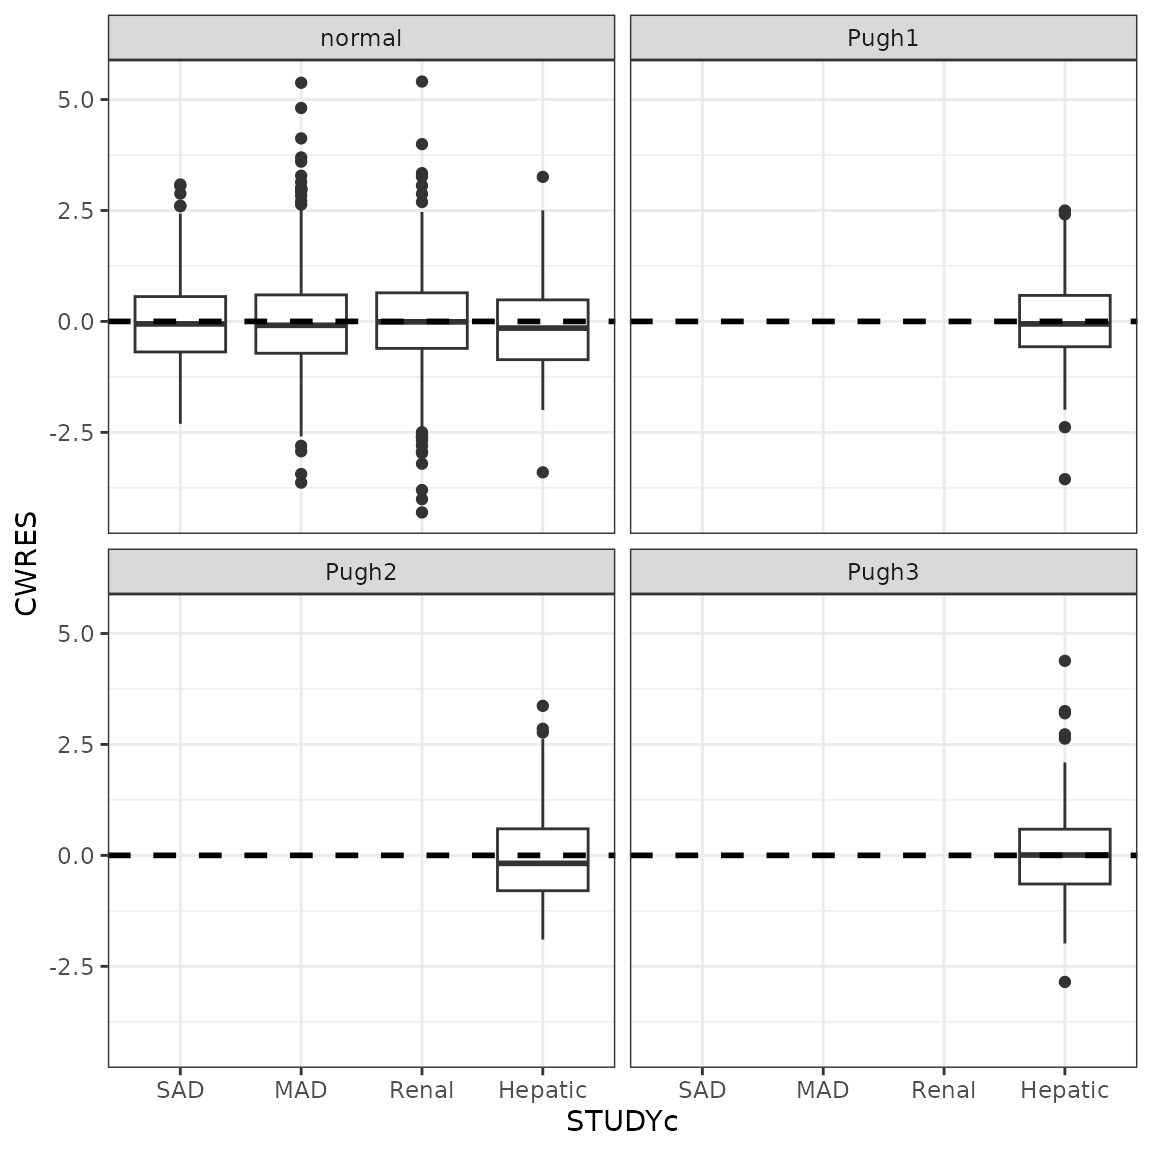 normal
Pugh1
5.0
2.5
0.0
-2.5
CWRES
Pugh2
Pugh3
5.0
2.5
0.0
-2.5
SAD MAD Renal Hepatic
SAD MAD Renal Hepatic
STUDYc